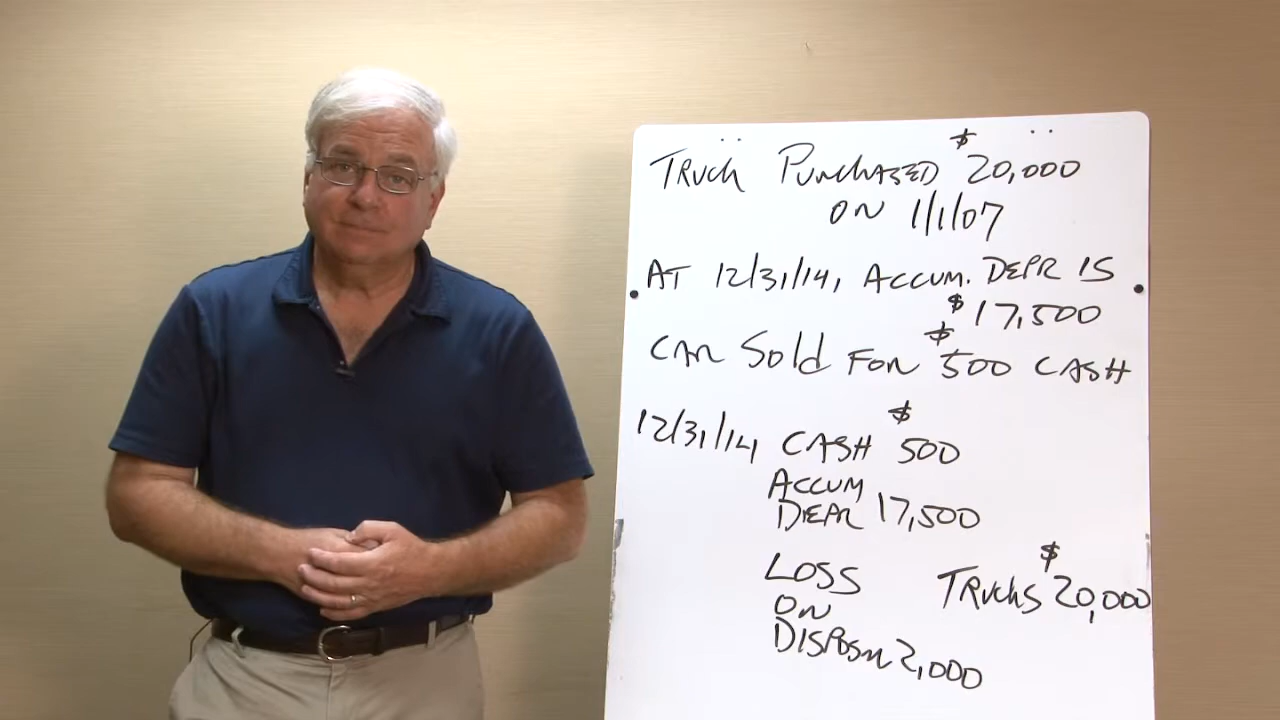 TRUCK PURCHASED $20,000
ON 1/1/07
AT 12/31/14, ACCUM. DEPR IS
$17,500
CAR SOLD FOR $500 CASH
12/31/14 CASH $500
ACCUM
DEPR 17,500
LOSS
ON
DISPOSAL 2,000
TRUCKS $20,000